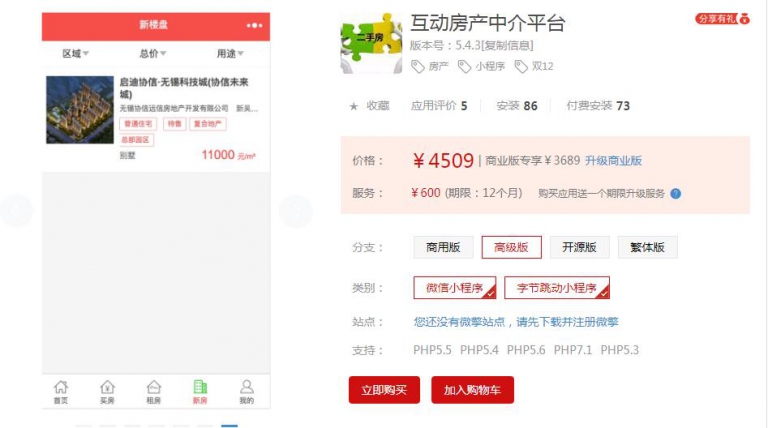 新楼盘
区域 总价 用途
启迪协信·无锡科技城(协信未来
城)
无锡协信远信房地产开发有限公司 新吴...
普通住宅 待售 复合地产
总部园区
别墅 11000 元/m²
首页 买房 租房 新房 我的
二手房
互动房产中介平台
分享有礼
版本号：5.4.3[复制信息]
房产 小程序 双12
收藏 应用评价 5 安装 86 付费安装 73
价格： ¥4509 | 商业版专享¥3689 升级商业版
服务： ¥600 (期限：12个月) 购买应用送一个期限升级服务 ?
分支： 商用版 高级版 开源版 繁体版
类别： 微信小程序 字节跳动小程序
站点： 您还没有微擎站点，请先下载并注册微擎
支持： PHP5.5 PHP5.4 PHP5.6 PHP7.1 PHP5.3
立即购买 加入购物车